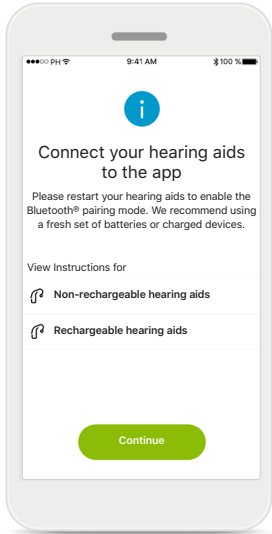 ●●●○○ PH 9:41 AM 100 %
i
Connect your hearing aids
to the app
Please restart your hearing aids to enable the
Bluetooth® pairing mode. We recommend using
a fresh set of batteries or charged devices.
View Instructions for
Non-rechargeable hearing aids
Rechargeable hearing aids
Continue